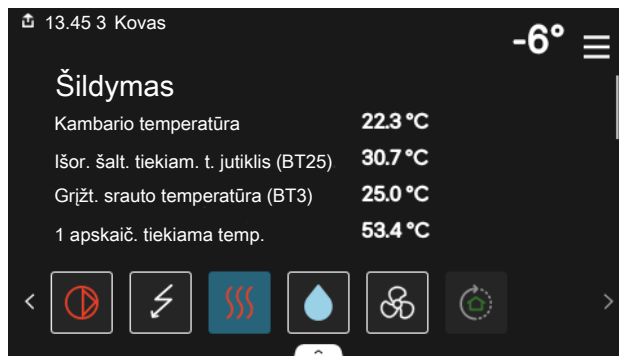 13.45 3 Kovas
-6°
Šildymas
Kambario temperatūra 22.3 °C
Išor. šalt. tiekiam. t. jutiklis (BT25) 30.7 °C
Grįžt. srauto temperatūra (BT3) 25.0 °C
1 apskaič. tiekiama temp. 53.4 °C